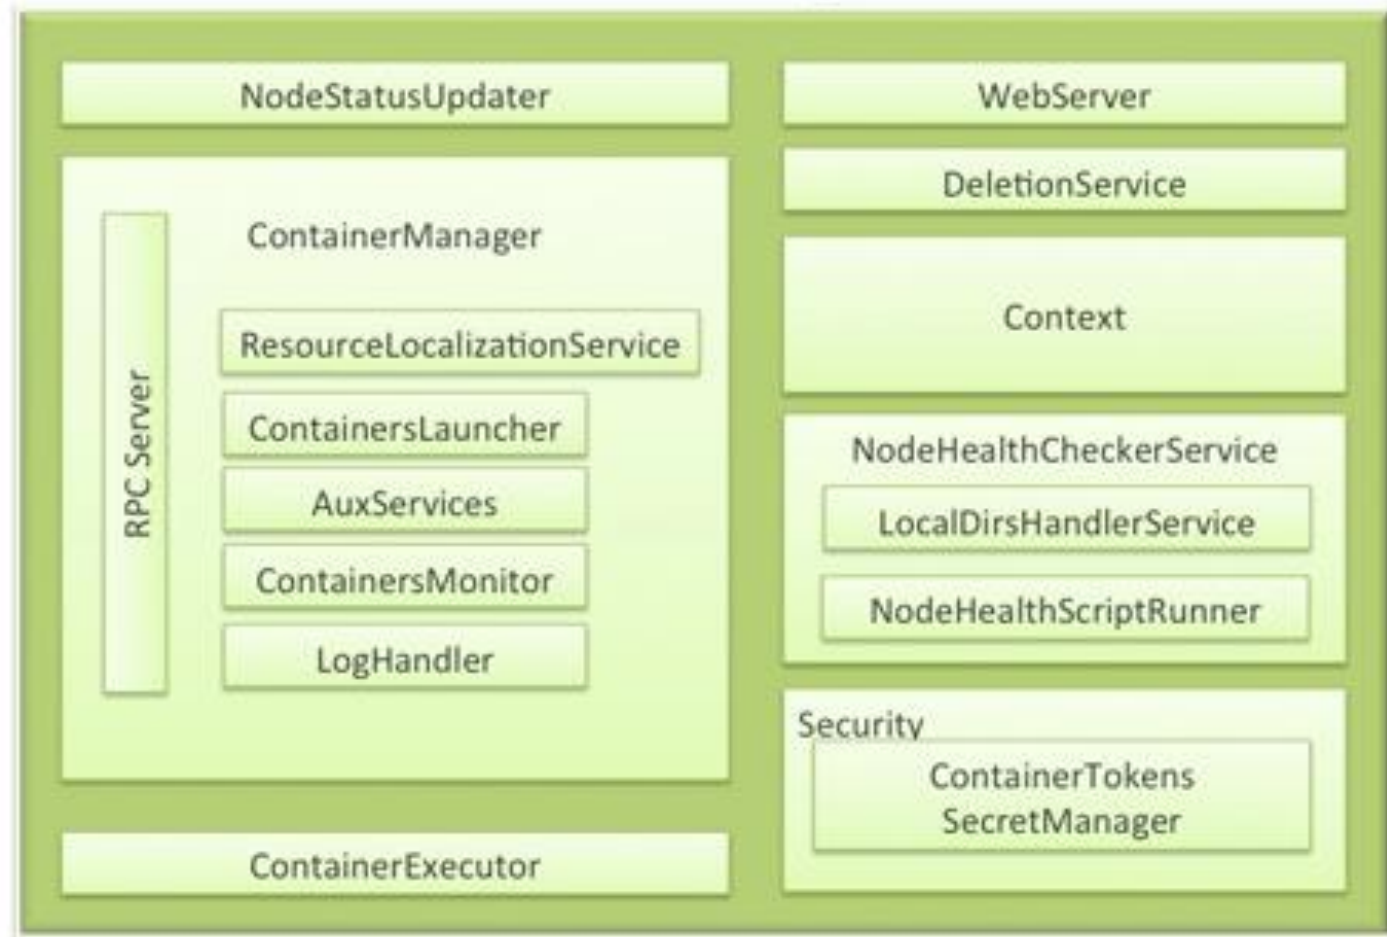 NodeStatusUpdater
ContainerManager
RPC Server
ResourceLocalizationService
ContainersLauncher
AuxServices
ContainersMonitor
LogHandler
ContainerExecutor
WebServer
DeletionService
Context
NodeHealthCheckerService
LocalDirsHandlerService
NodeHealthScriptRunner
Security
ContainerTokens
SecretManager